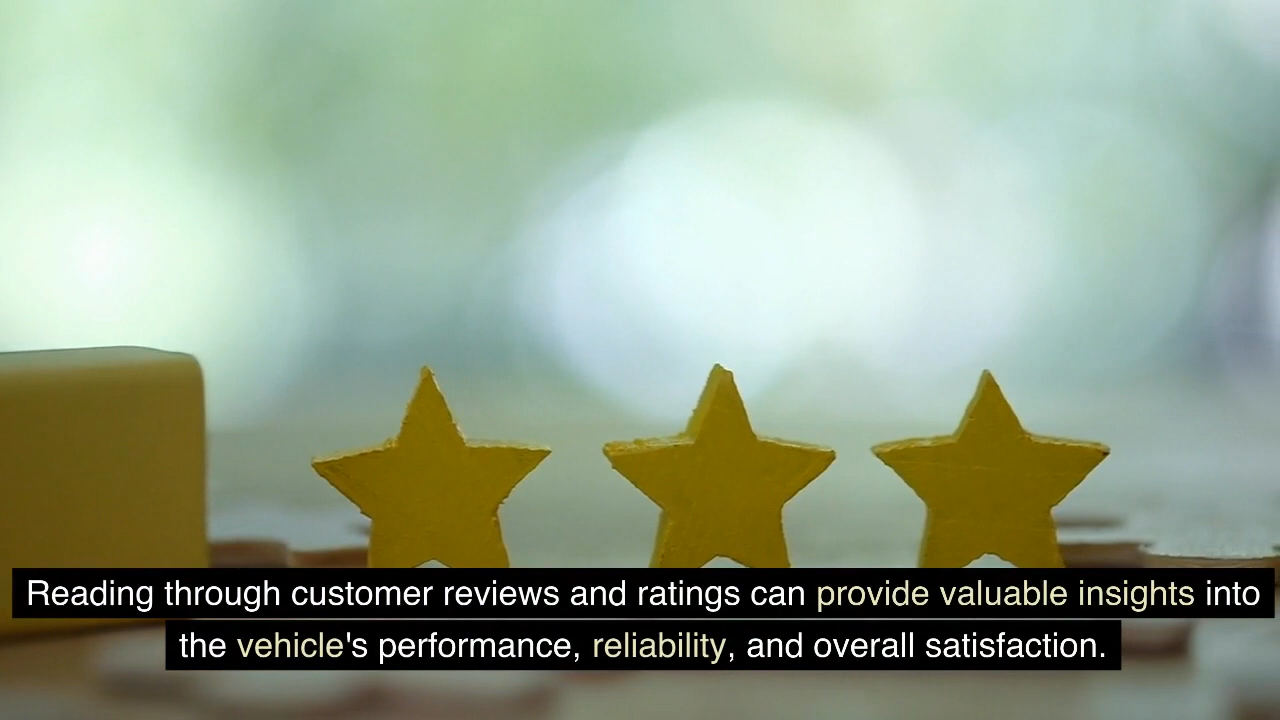 Reading through customer reviews and ratings can provide valuable insights into
the vehicle's performance, reliability, and overall satisfaction.